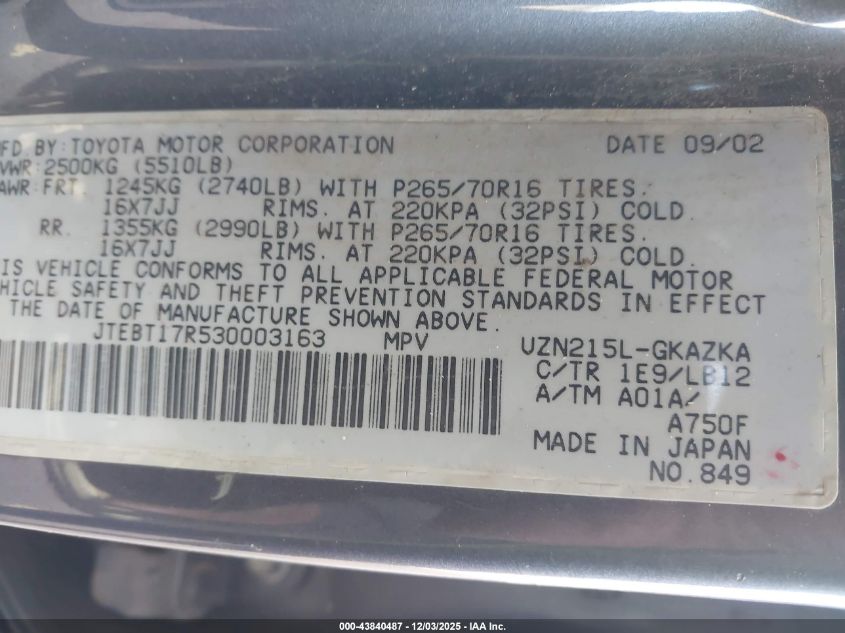 MFD BY: TOYOTA MOTOR CORPORATION DATE 09/02
VWR: 2500KG (5510LB)
AWR: FRT. 1245KG (2740LB) WITH P265/70R16 TIRES.
16X7JJ RIMS. AT 220KPA (32PSI) COLD.
RR. 1355KG (2990LB) WITH P265/70R16 TIRES.
16X7JJ RIMS. AT 220KPA (32PSI) COLD.
IS VEHICLE CONFORMS TO ALL APPLICABLE FEDERAL MOTOR
HICLE SAFETY AND THEFT PREVENTION STANDARDS IN EFFECT
THE DATE OF MANUFACTURE SHOWN ABOVE.
JTEBT17R530003163 MPV UZN215L-GKAZKA
C/TR 1E9/LB12
A/TM A01A/
A750F
MADE IN JAPAN
NO. 849
000-43840487 - 12/03/2025 - IAA Inc.